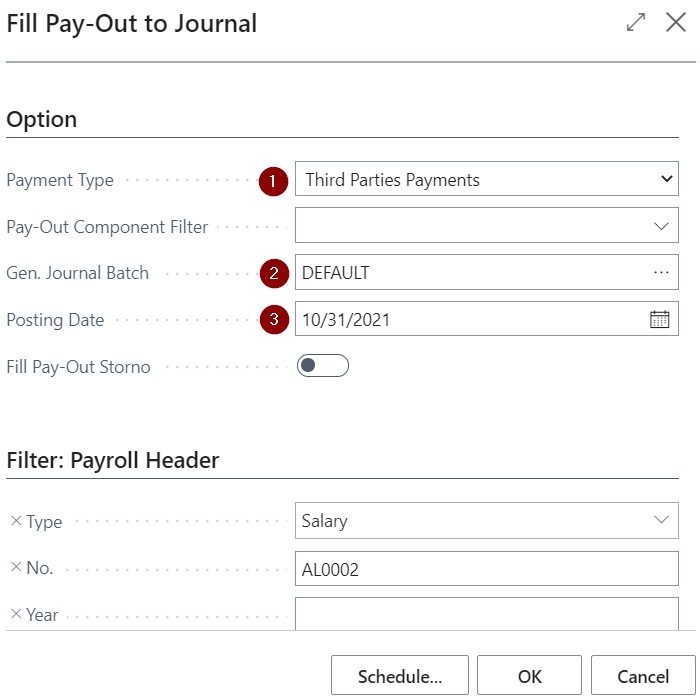 Fill Pay-Out to Journal
Option
Payment Type 1 Third Parties Payments
Pay-Out Component Filter
Gen. Journal Batch 2 DEFAULT ...
Posting Date 3 10/31/2021
Fill Pay-Out Storno
Filter: Payroll Header
× Type Salary
× No. AL0002
× Year
Schedule... OK Cancel